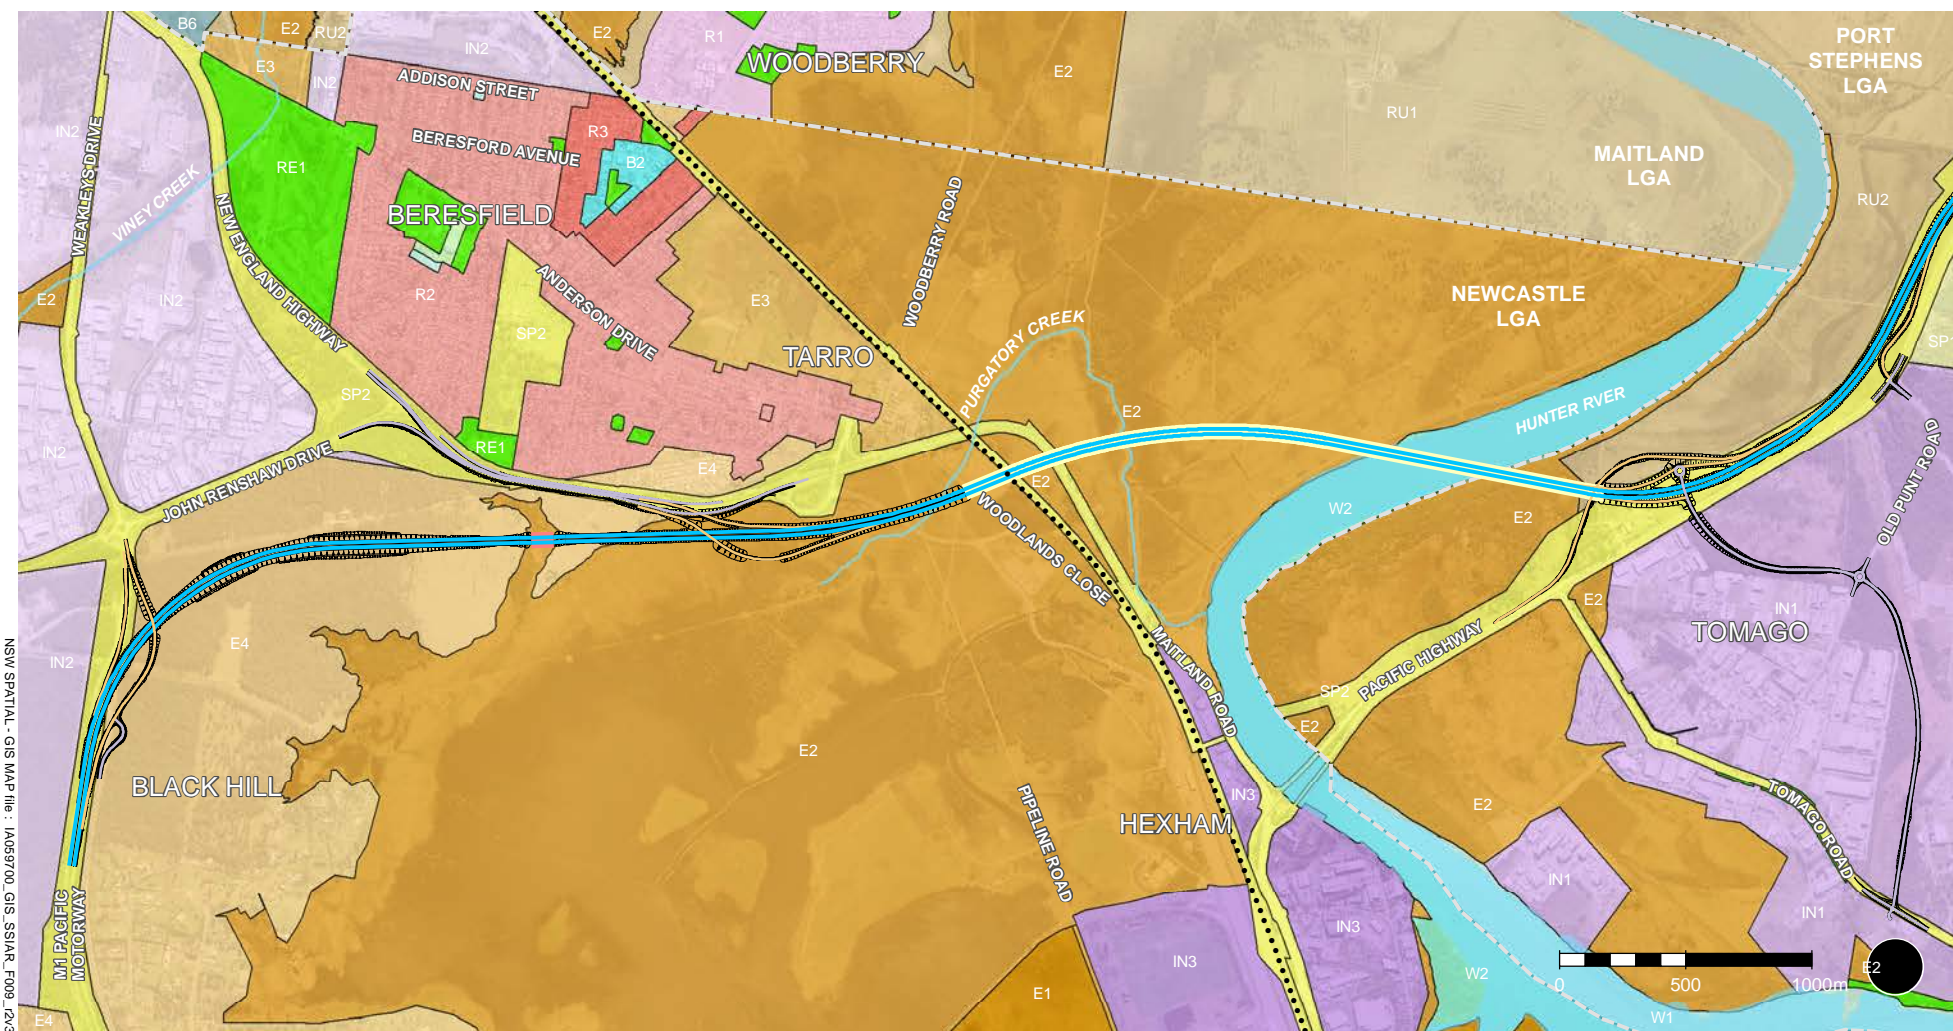 B6
E2
RU2
IN2
E2
R1
WOODBERRY
E2
PORT
STEPHENS
LGA
E3
IN2
ADDISON STREET
RU1
IN2
WEAKLEYS DRIVE
BERESFORD AVENUE
R3
B2
MAITLAND
LGA
RE1
VINEY CREEK
NEW ENGLAND HIGHWAY
BERESFIELD
WOODBERRY ROAD
RU2
E2
IN2
R2
ANDERSON DRIVE
E3
NEWCASTLE
LGA
SP2
TARRO
PURGATORY CREEK
SP1
SP2
E2
HUNTER RVER
IN2
JOHN RENSHAW DRIVE
RE1
E4
E2
WOODLANDS CLOSE
W2
E2
OLD PUNT ROAD
E2
IN1
TOMAGO
E4
IN2
MAITLAND ROAD
PACIFIC HIGHWAY
SP2
E2
E2
BLACK HILL
PIPELINE ROAD
HEXHAM
IN3
E2
TOMAGO ROAD
IN1
IN1
M1 PACIFIC
MOTORWAY
IN3
IN3
E1
W2
E2
0 500 1000m
W1
E4
NSW SPATIAL - GIS MAP file : IA059700_GIS_SSIAR_F009_r2v3